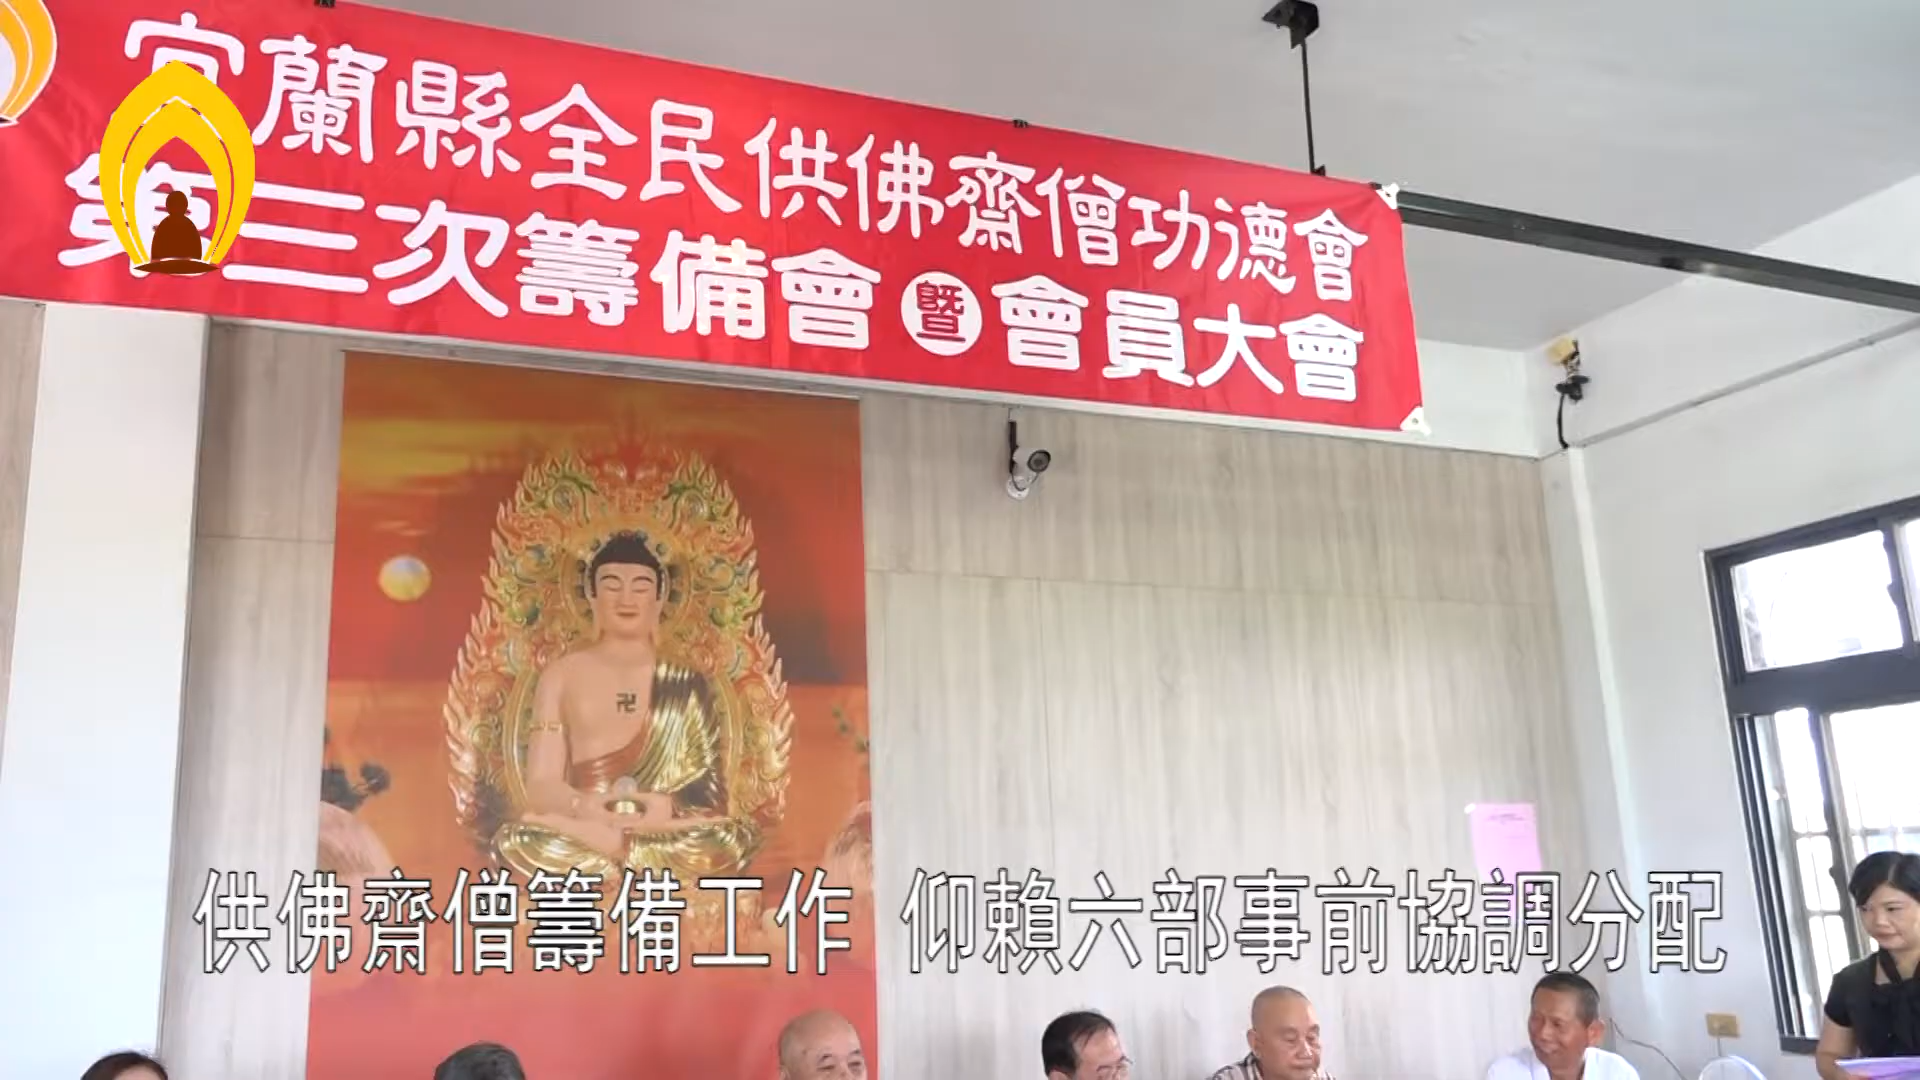 宜蘭縣全民供佛齋僧功德會
第三次籌備會暨會員大會
卍
供佛齋僧籌備工作 仰賴六部事前協調分配